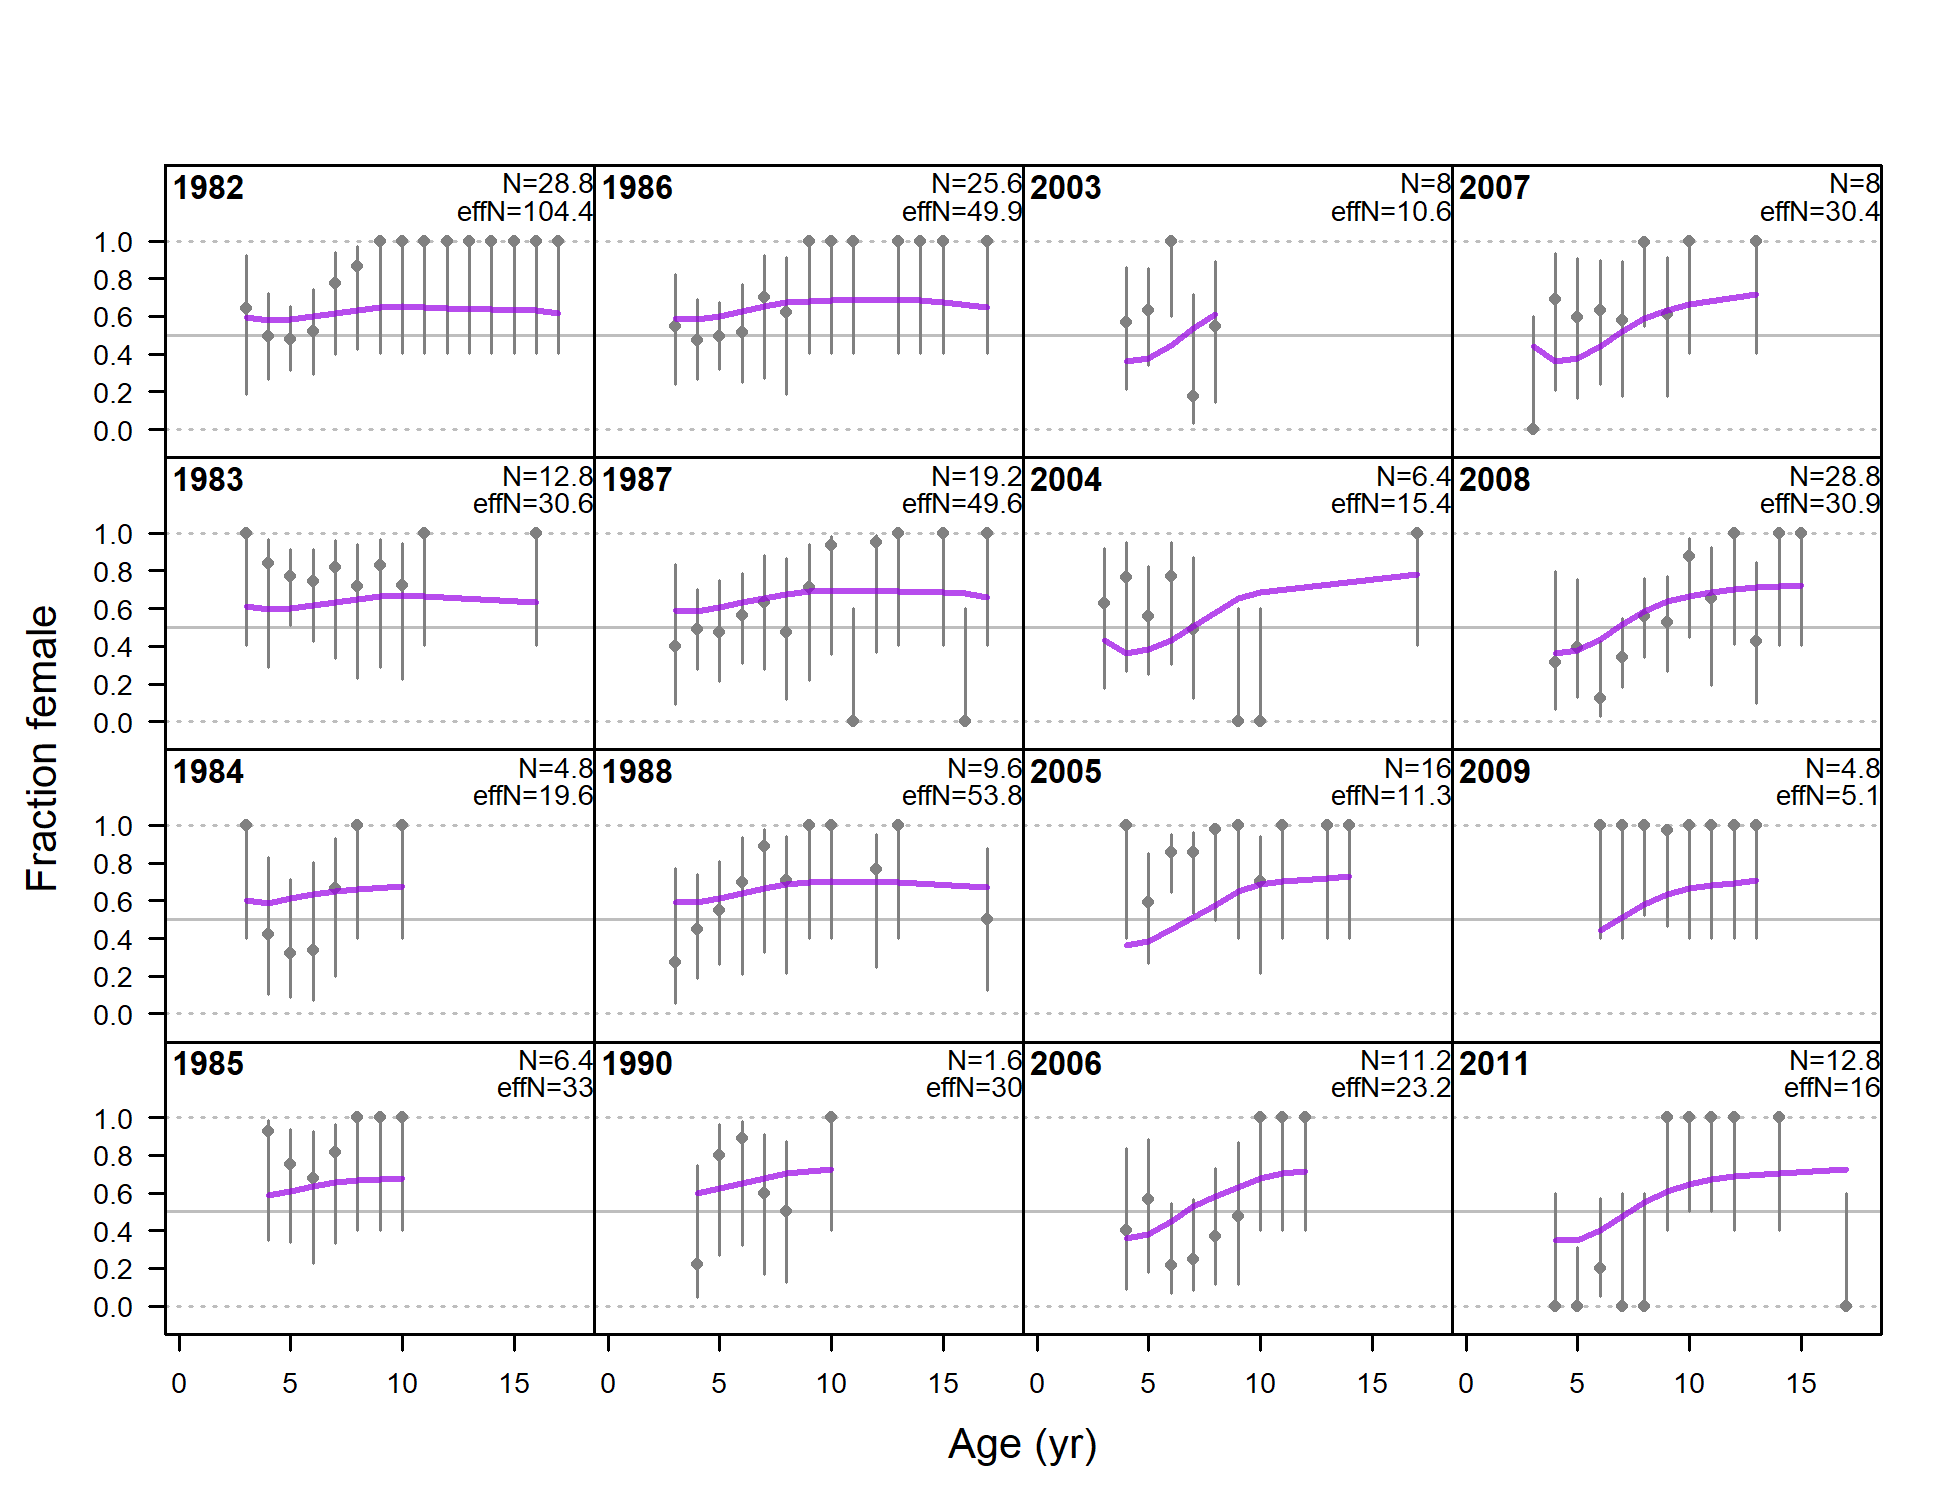 1982
N=28.8
effN=104.4
1986
N=25.6
effN=49.9
2003
N=8
effN=10.6
2007
N=8
effN=30.4
1.0
0.8
0.6
0.4
0.2
0.0
1983
N=12.8
effN=30.6
1987
N=19.2
effN=49.6
2004
N=6.4
effN=15.4
2008
N=28.8
effN=30.9
1.0
0.8
0.6
0.4
0.2
0.0
1984
N=4.8
effN=19.6
1988
N=9.6
effN=53.8
2005
N=16
effN=11.3
2009
N=4.8
effN=5.1
1.0
0.8
0.6
0.4
0.2
0.0
1985
N=6.4
effN=33
1990
N=1.6
effN=30
2006
N=11.2
effN=23.2
2011
N=12.8
effN=16
1.0
0.8
0.6
0.4
0.2
0.0
0 5 10 15 0 5 10 15 0 5 10 15 0 5 10 15
Age (yr)
Fraction female